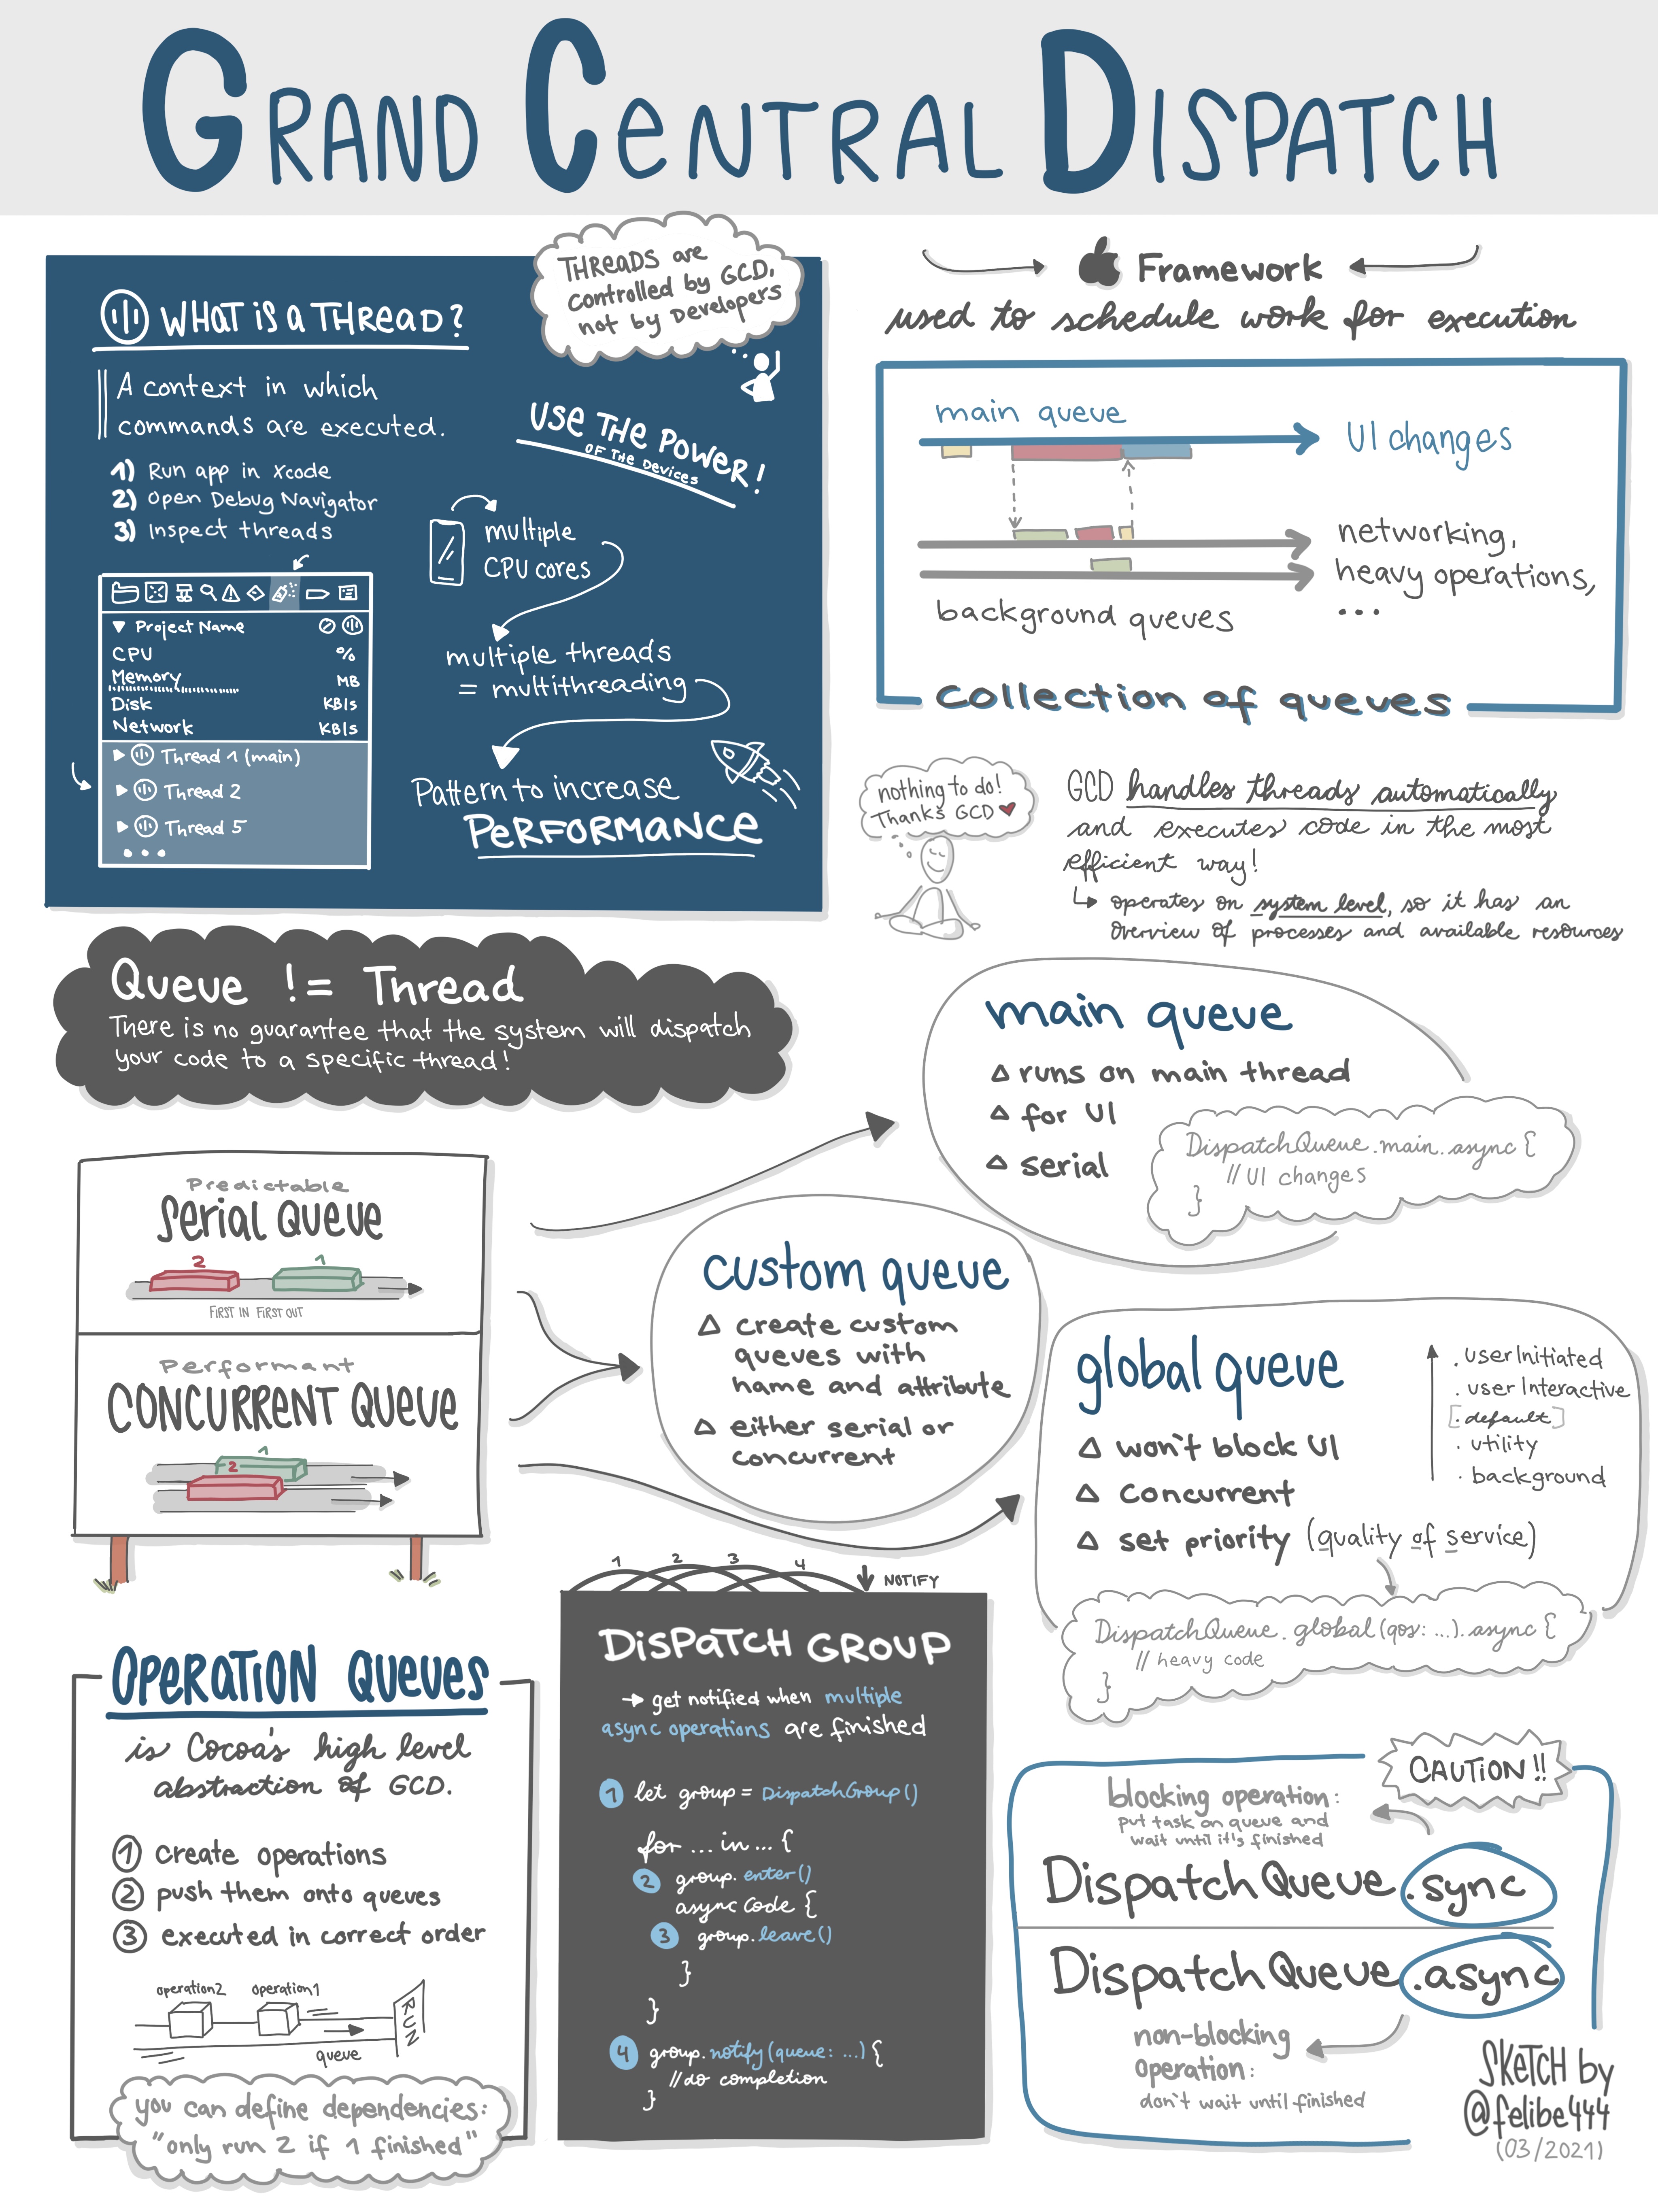 GRAND CENTRAL DISPATCH
WHAT IS A THREAD?
A context in which
commands are executed.
1) Run app in Xcode
2) Open Debug Navigator
3) Inspect threads
Project Name
CPU %
Memory MB
Disk KB/s
Network KB/s
Thread 1 (main)
Thread 2
Thread 5
...
THREADS are
controlled by GCD,
not by Developers
USE THE POWER!
OF THE DEVICES
multiple
CPU cores
multiple threads
= multithreading
Pattern to increase
PERFORMANCE
Framework
used to schedule work for execution
main queue
UI changes
networking,
heavy operations,
...
background queues
collection of queues
nothing to do!
Thanks GCD
GCD handles threads automatically
and executes code in the most
efficient way!
operates on system level, so it has an
overview of processes and available resources
Queue != Thread
There is no guarantee that the system will dispatch
your code to a specific thread!
Predictable
Serial Queue
2 1
FIRST IN FIRST OUT
Performant
CONCURRENT QUEUE
1
2
main queue
runs on main thread
for UI
serial
DispatchQueue.main.async {
// UI changes
}
custom queue
create custom
queues with
name and attribute
either serial or
concurrent
global queue
won't block UI
concurrent
set priority (quality of service)
. userInitiated
. userInteractive
[. default]
. utility
. background
DispatchQueue.global(qos: ...).async {
// heavy code
}
OPERATION QUEUES
is Cocoa's high level
abstraction of GCD.
1 create operations
2 push them onto queues
3 executed in correct order
operation2 operation1
RUN
queue
you can define dependencies:
"only run 2 if 1 finished"
1 2 3 4
NOTIFY
DISPATCH GROUP
→ get notified when multiple
async operations are finished
1 let group = DispatchGroup()
for ... in ... {
2 group.enter()
async Code {
3 group.leave()
}
}
4 group.notify(queue: ...) {
// do completion
}
CAUTION!!
blocking operation:
put task on queue and
wait until it's finished
DispatchQueue.sync
DispatchQueue.async
non-blocking
operation:
don't wait until finished
SKETCH by
@felibe444
(03/2021)